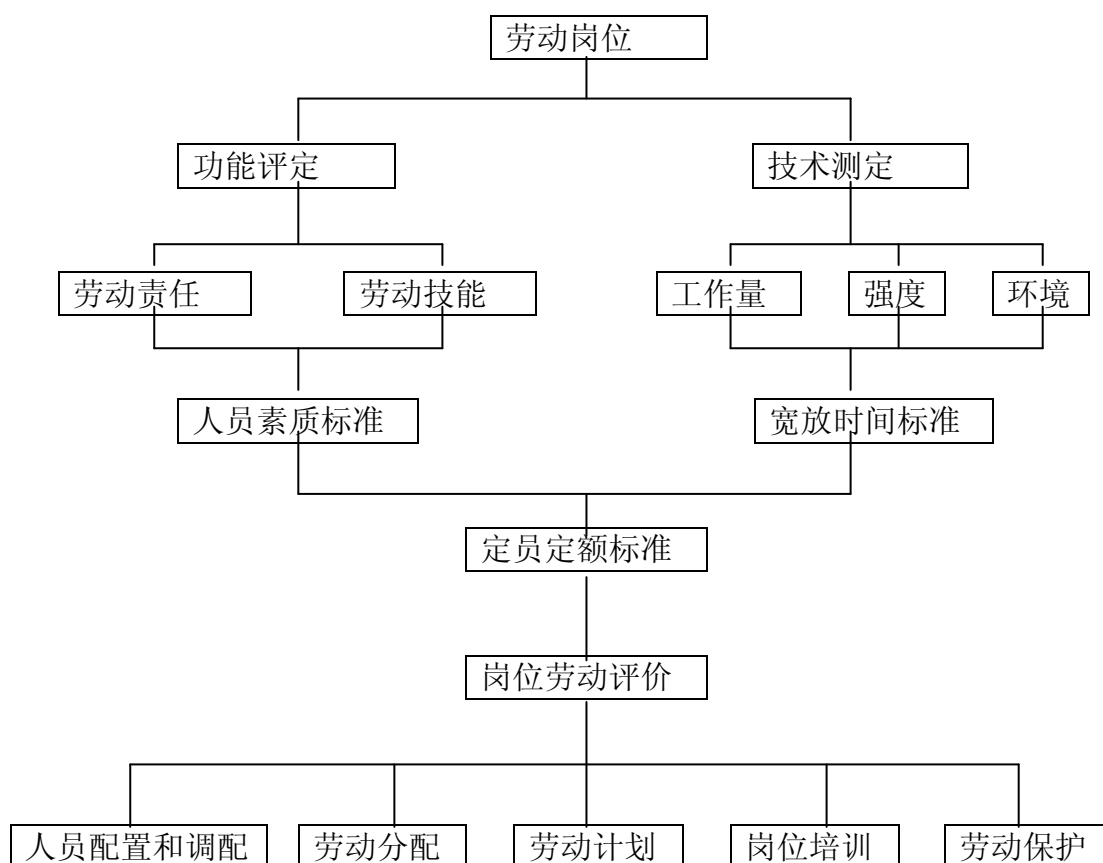 劳动岗位
功能评定 技术测定
劳动责任 劳动技能 工作量 强度 环境
人员素质标准 宽放时间标准
定员定额标准
岗位劳动评价
人员配置和调配 劳动分配 劳动计划 岗位培训 劳动保护